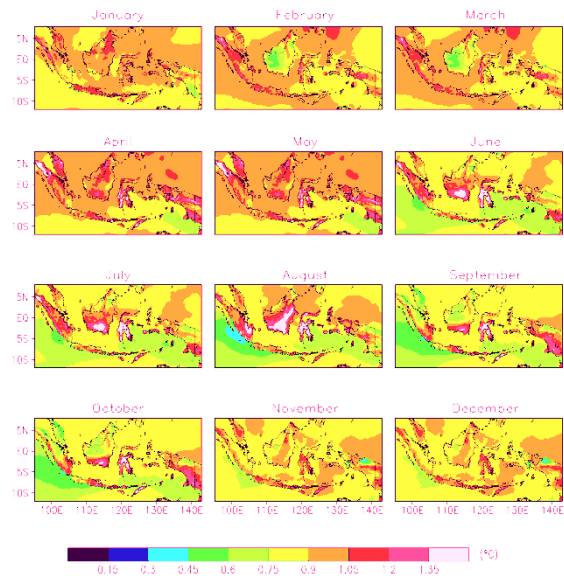 January February March
5N
EQ
5S
10S
April May June
5N
EQ
5S
10S
July August September
5N
EQ
5S
10S
October November December
5N
EQ
5S
10S
100E 110E 120E 130E 140E 100E 110E 120E 130E 140E 100E 110E 120E 130E 140E
(°C)
0.15 0.3 0.45 0.6 0.75 0.9 1.05 1.2 1.35